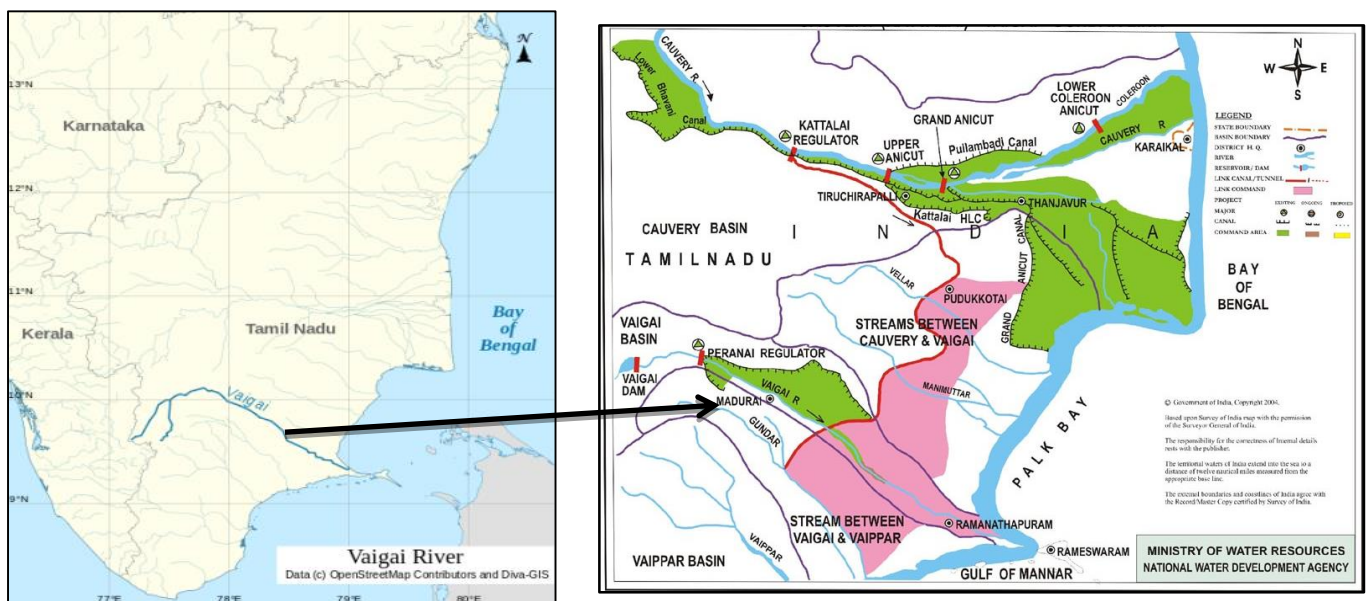 N
13°N
Karnataka
12°N
11°N
Kerala
Tamil Nadu
Bay
of
Bengal
10°N
Vaigai
9°N
Vaigai River
Data (c) OpenStreetMap Contributors and Diva-GIS
77°E
78°E
79°E
80°E
N
W
E
S
CAUVERY R
Lower
Bhavani
Canal
KATTALAI
REGULATOR
UPPER
ANICUT
GRAND ANICUT
LOWER
COLEROON
ANICUT
COLEROON
Pullambadi Canal
CAUVERY R
KARAIKAL
TIRUCHIRAPALLI
Kattalai HLC
THANJAVUR
CAUVERY BASIN
I N D I A
TAMILNADU
GRAND ANICUT CANAL
BAY
OF
BENGAL
LEGEND
STATE BOUNDARY
BASIN BOUNDARY
DISTRICT H. Q.
RIVER
RESERVOIR / DAM
LINK CANAL/TUNNEL
LINK COMMAND
PROJECT
EXISTING
ONGOING
PROPOSED
MAJOR
CANAL
COMMAND AREA
VELLAR
PUDUKKOTAI
STREAMS BETWEEN
CAUVERY & VAIGAI
VAIGAI
BASIN
PERANAI REGULATOR
VAIGAI
DAM
VAIGAI R
MADURAI
GUNDAR
MANIMUTTAR
PALK BAY
© Government of India, Copyright 2004.
Based upon Survey of India map with the permission
of the Surveyor General of India.
The responsibility for the correctness of Internal details
rests with the publisher.
The territorial waters of India extend into the sea to a
distance of twelve nautical miles measured from the
appropriate base line.
The external boundaries and coastlines of India agree with
the Record/Master Copy certified by Survey of India.
STREAM BETWEEN
VAIGAI & VAIPPAR
RAMANATHAPURAM
VAIPPAR BASIN
VAIPPAR
RAMESWARAM
GULF OF MANNAR
MINISTRY OF WATER RESOURCES
NATIONAL WATER DEVELOPMENT AGENCY